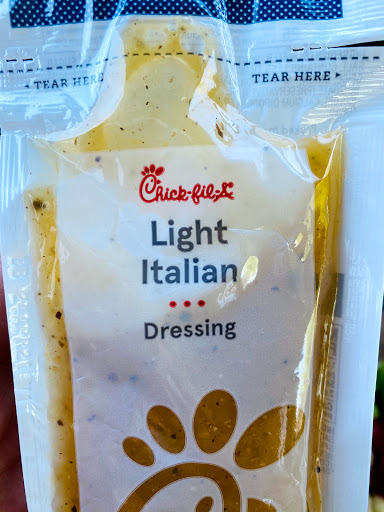 TEAR HERE TEAR HERE
Chick-fil-A
Light
Italian
Dressing